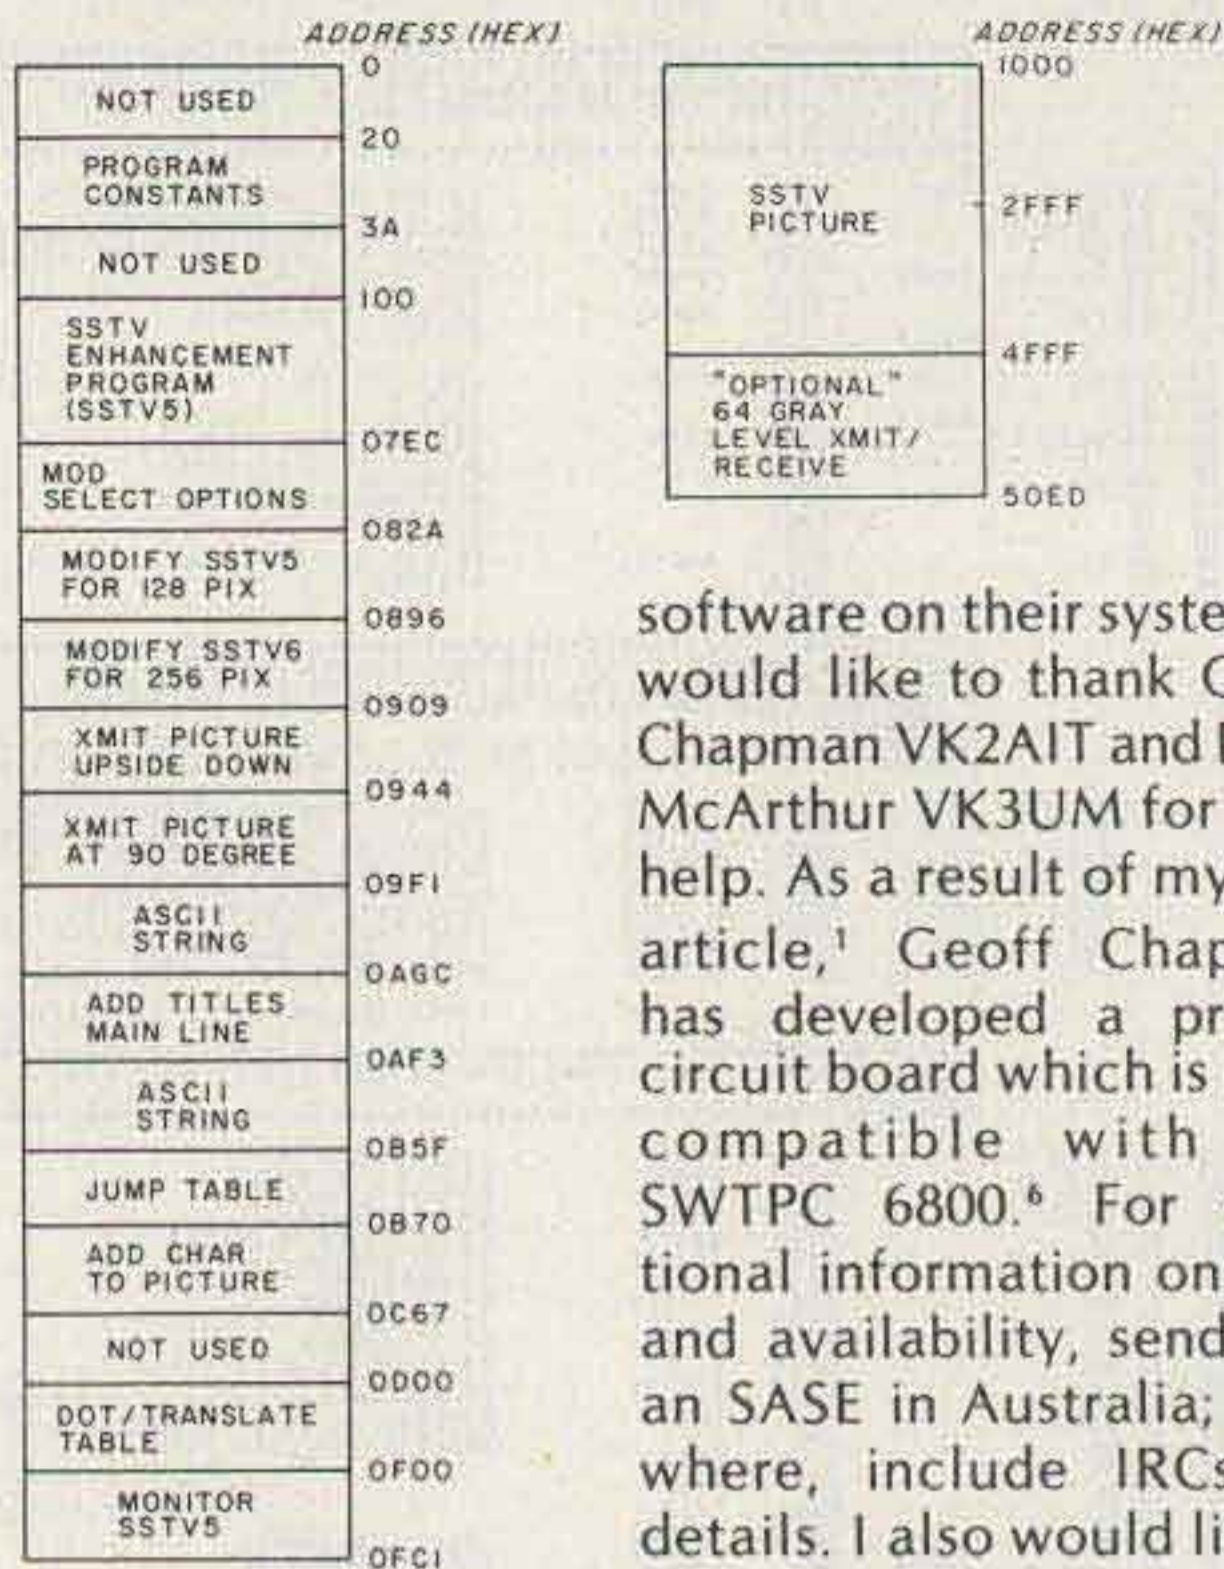 ADDRESS (HEX)
0
NOT USED
20
PROGRAM
CONSTANTS
3A
NOT USED
100
SSTV
ENHANCEMENT
PROGRAM
(SSTV5)
07EC
MOD
SELECT OPTIONS
082A
MODIFY SSTV5
FOR 128 PIX
0896
MODIFY SSTV6
FOR 256 PIX
0909
XMIT PICTURE
UPSIDE DOWN
0944
XMIT PICTURE
AT 90 DEGREE
09F1
ASCII
STRING
0AGC
ADD TITLES
MAIN LINE
0AF3
ASCII
STRING
0B5F
JUMP TABLE
0B70
ADD CHAR
TO PICTURE
0C67
NOT USED
0D00
DOT/TRANSLATE
TABLE
0F00
MONITOR
SSTV5
0FC1
ADDRESS (HEX)
1000
SSTV
PICTURE
2FFF
4FFF
"OPTIONAL"
64 GRAY
LEVEL XMIT/
RECEIVE
50ED
software on their syste
would like to thank
Chapman VK2AIT and
McArthur VK3UM for
help. As a result of my
article,¹ Geoff Chap
has developed a pr
circuit board which is
compatible with
SWTPC 6800.⁶ For
tional information on
and availability, send
an SASE in Australia;
where, include IRCs
details. I also would li